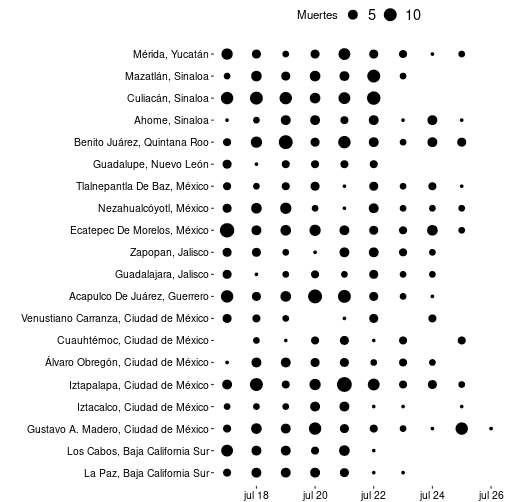 Muertes 5 10
Mérida, Yucatán
Mazatlán, Sinaloa
Culiacán, Sinaloa
Ahome, Sinaloa
Benito Juárez, Quintana Roo
Guadalupe, Nuevo León
Tlalnepantla De Baz, México
Nezahualcóyotl, México
Ecatepec De Morelos, México
Zapopan, Jalisco
Guadalajara, Jalisco
Acapulco De Juárez, Guerrero
Venustiano Carranza, Ciudad de México
Cuauhtémoc, Ciudad de México
Álvaro Obregón, Ciudad de México
Iztapalapa, Ciudad de México
Iztacalco, Ciudad de México
Gustavo A. Madero, Ciudad de México
Los Cabos, Baja California Sur
La Paz, Baja California Sur
jul 18 jul 20 jul 22 jul 24 jul 26